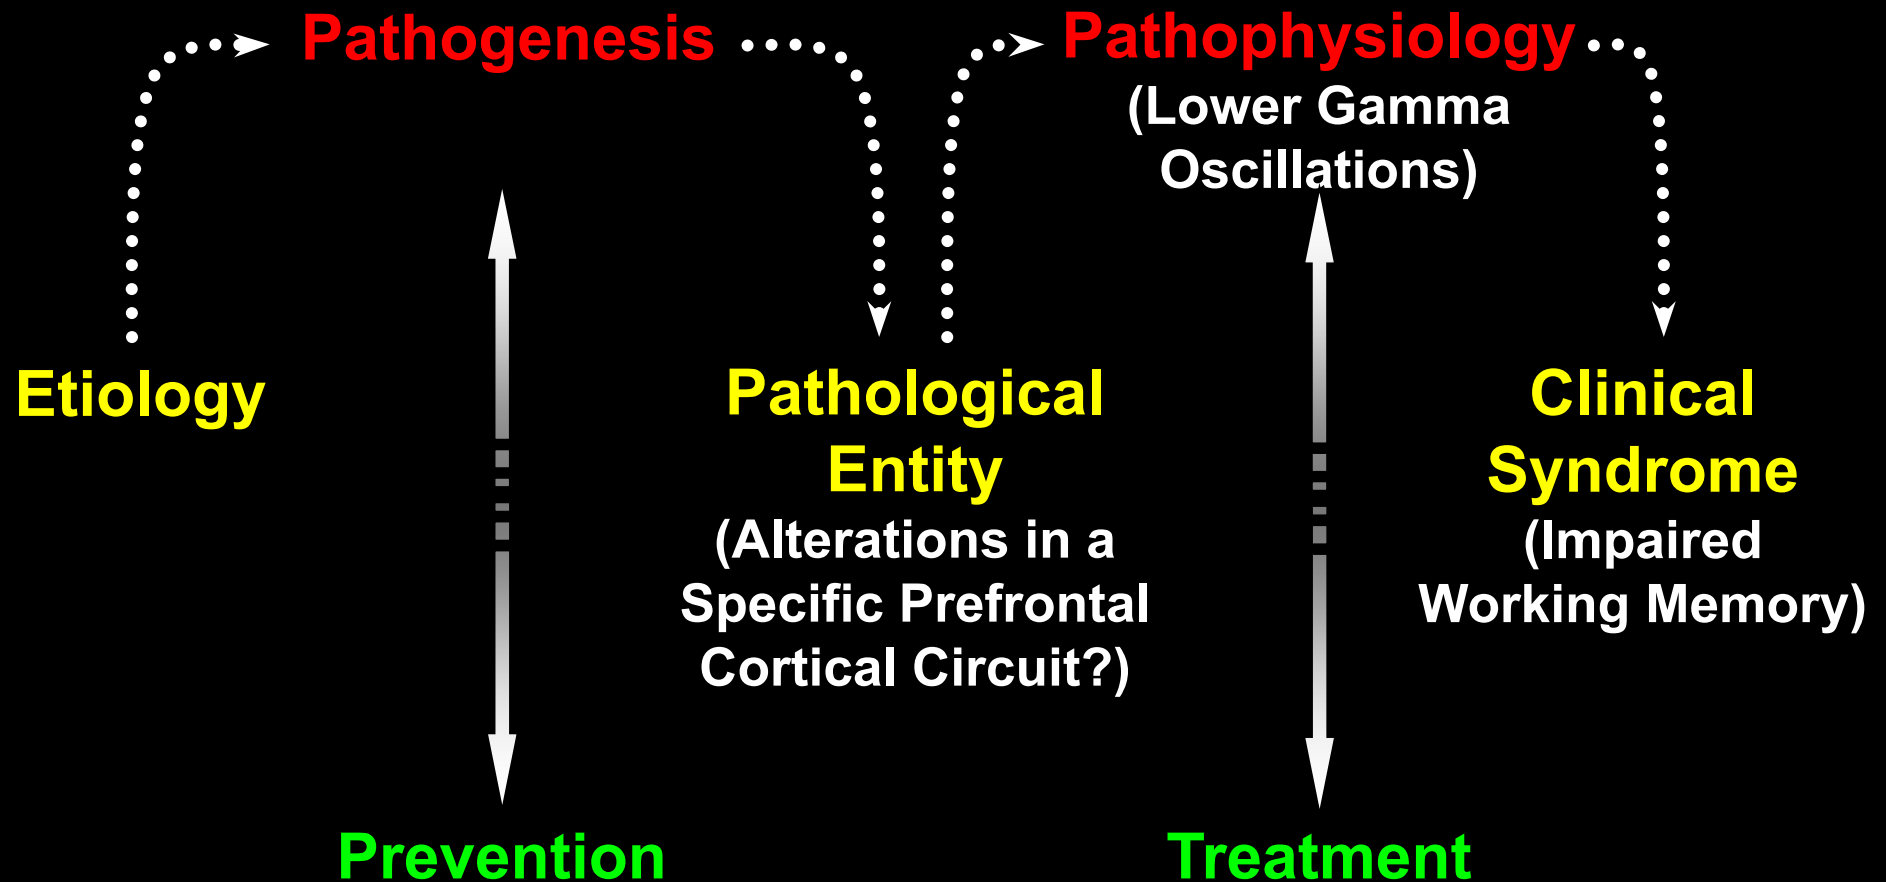 Pathogenesis
Pathophysiology
(Lower Gamma
Oscillations)
Etiology
Pathological
Entity
(Alterations in a
Specific Prefrontal
Cortical Circuit?)
Clinical
Syndrome
(Impaired
Working Memory)
Prevention
Treatment